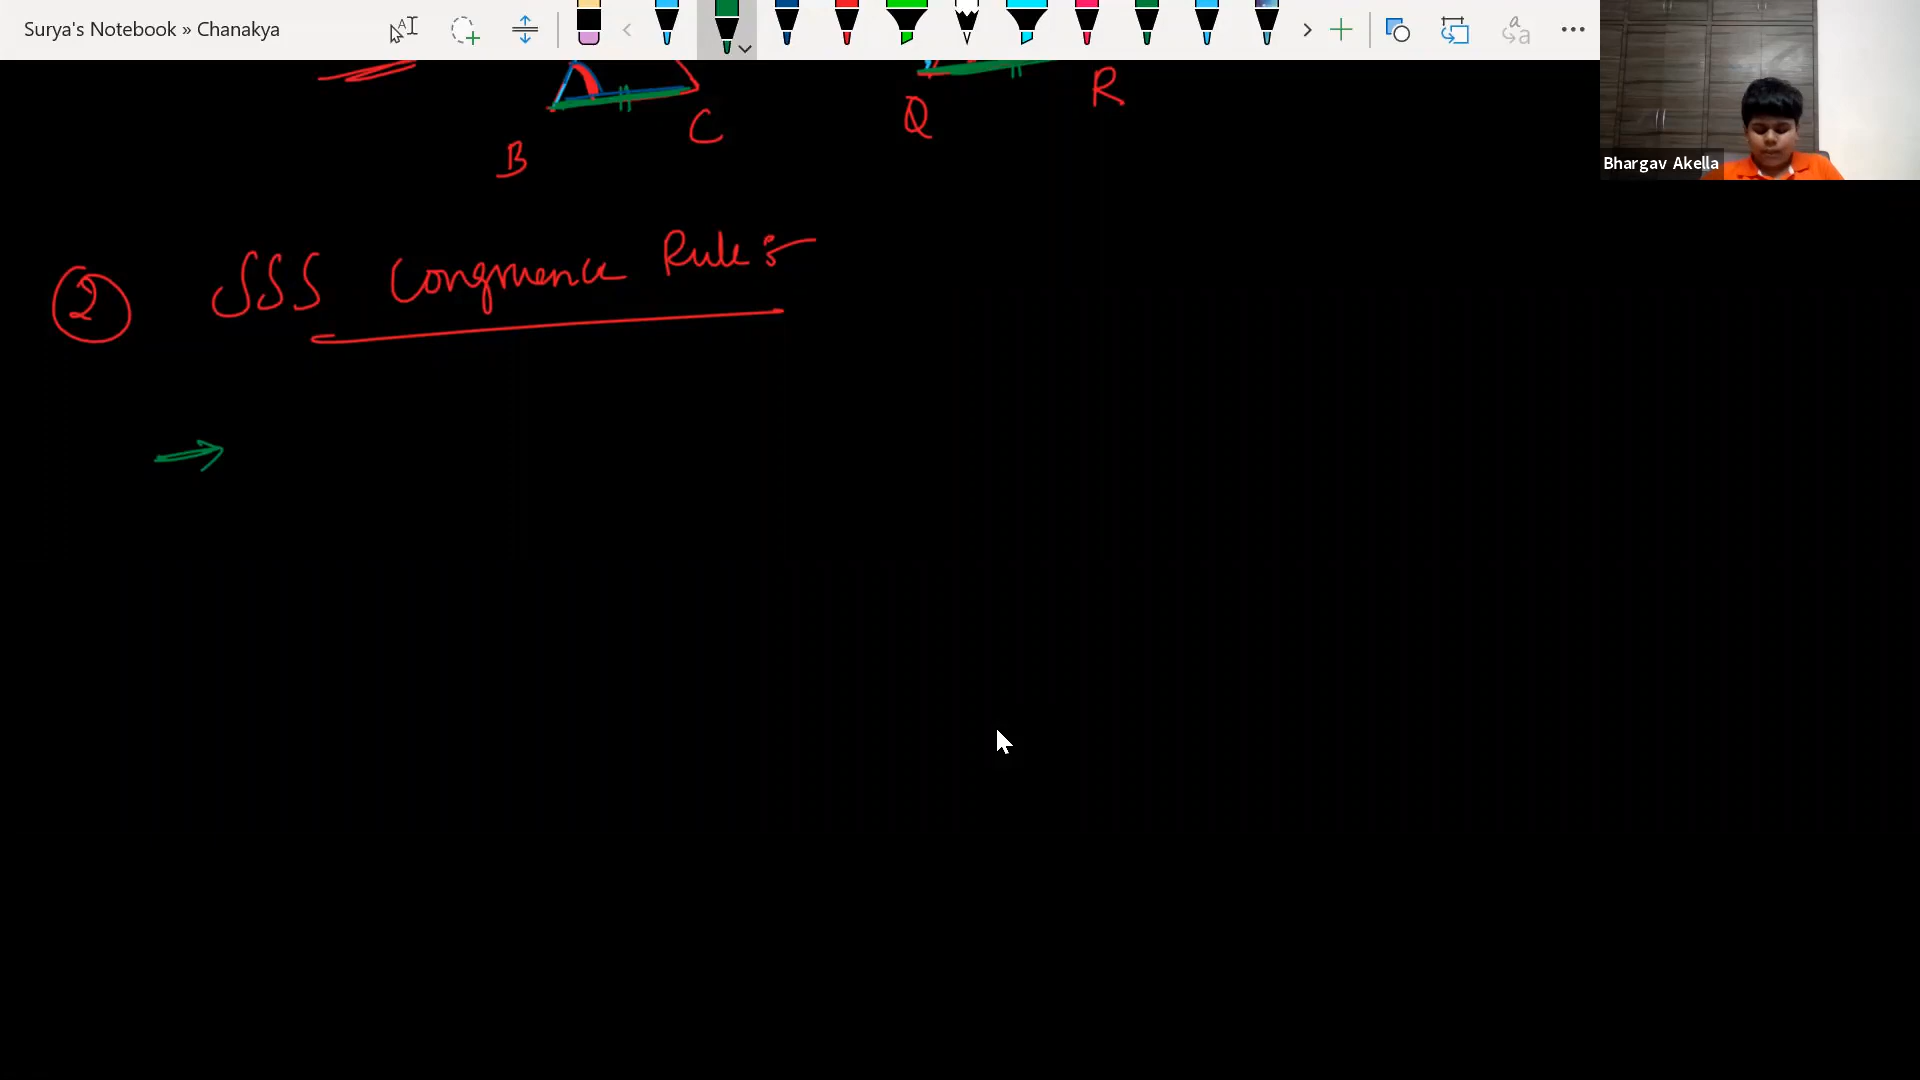 Surya's Notebook » Chanakya
Bhargav Akella
B C Q R
② SSS Congruence Rule :-